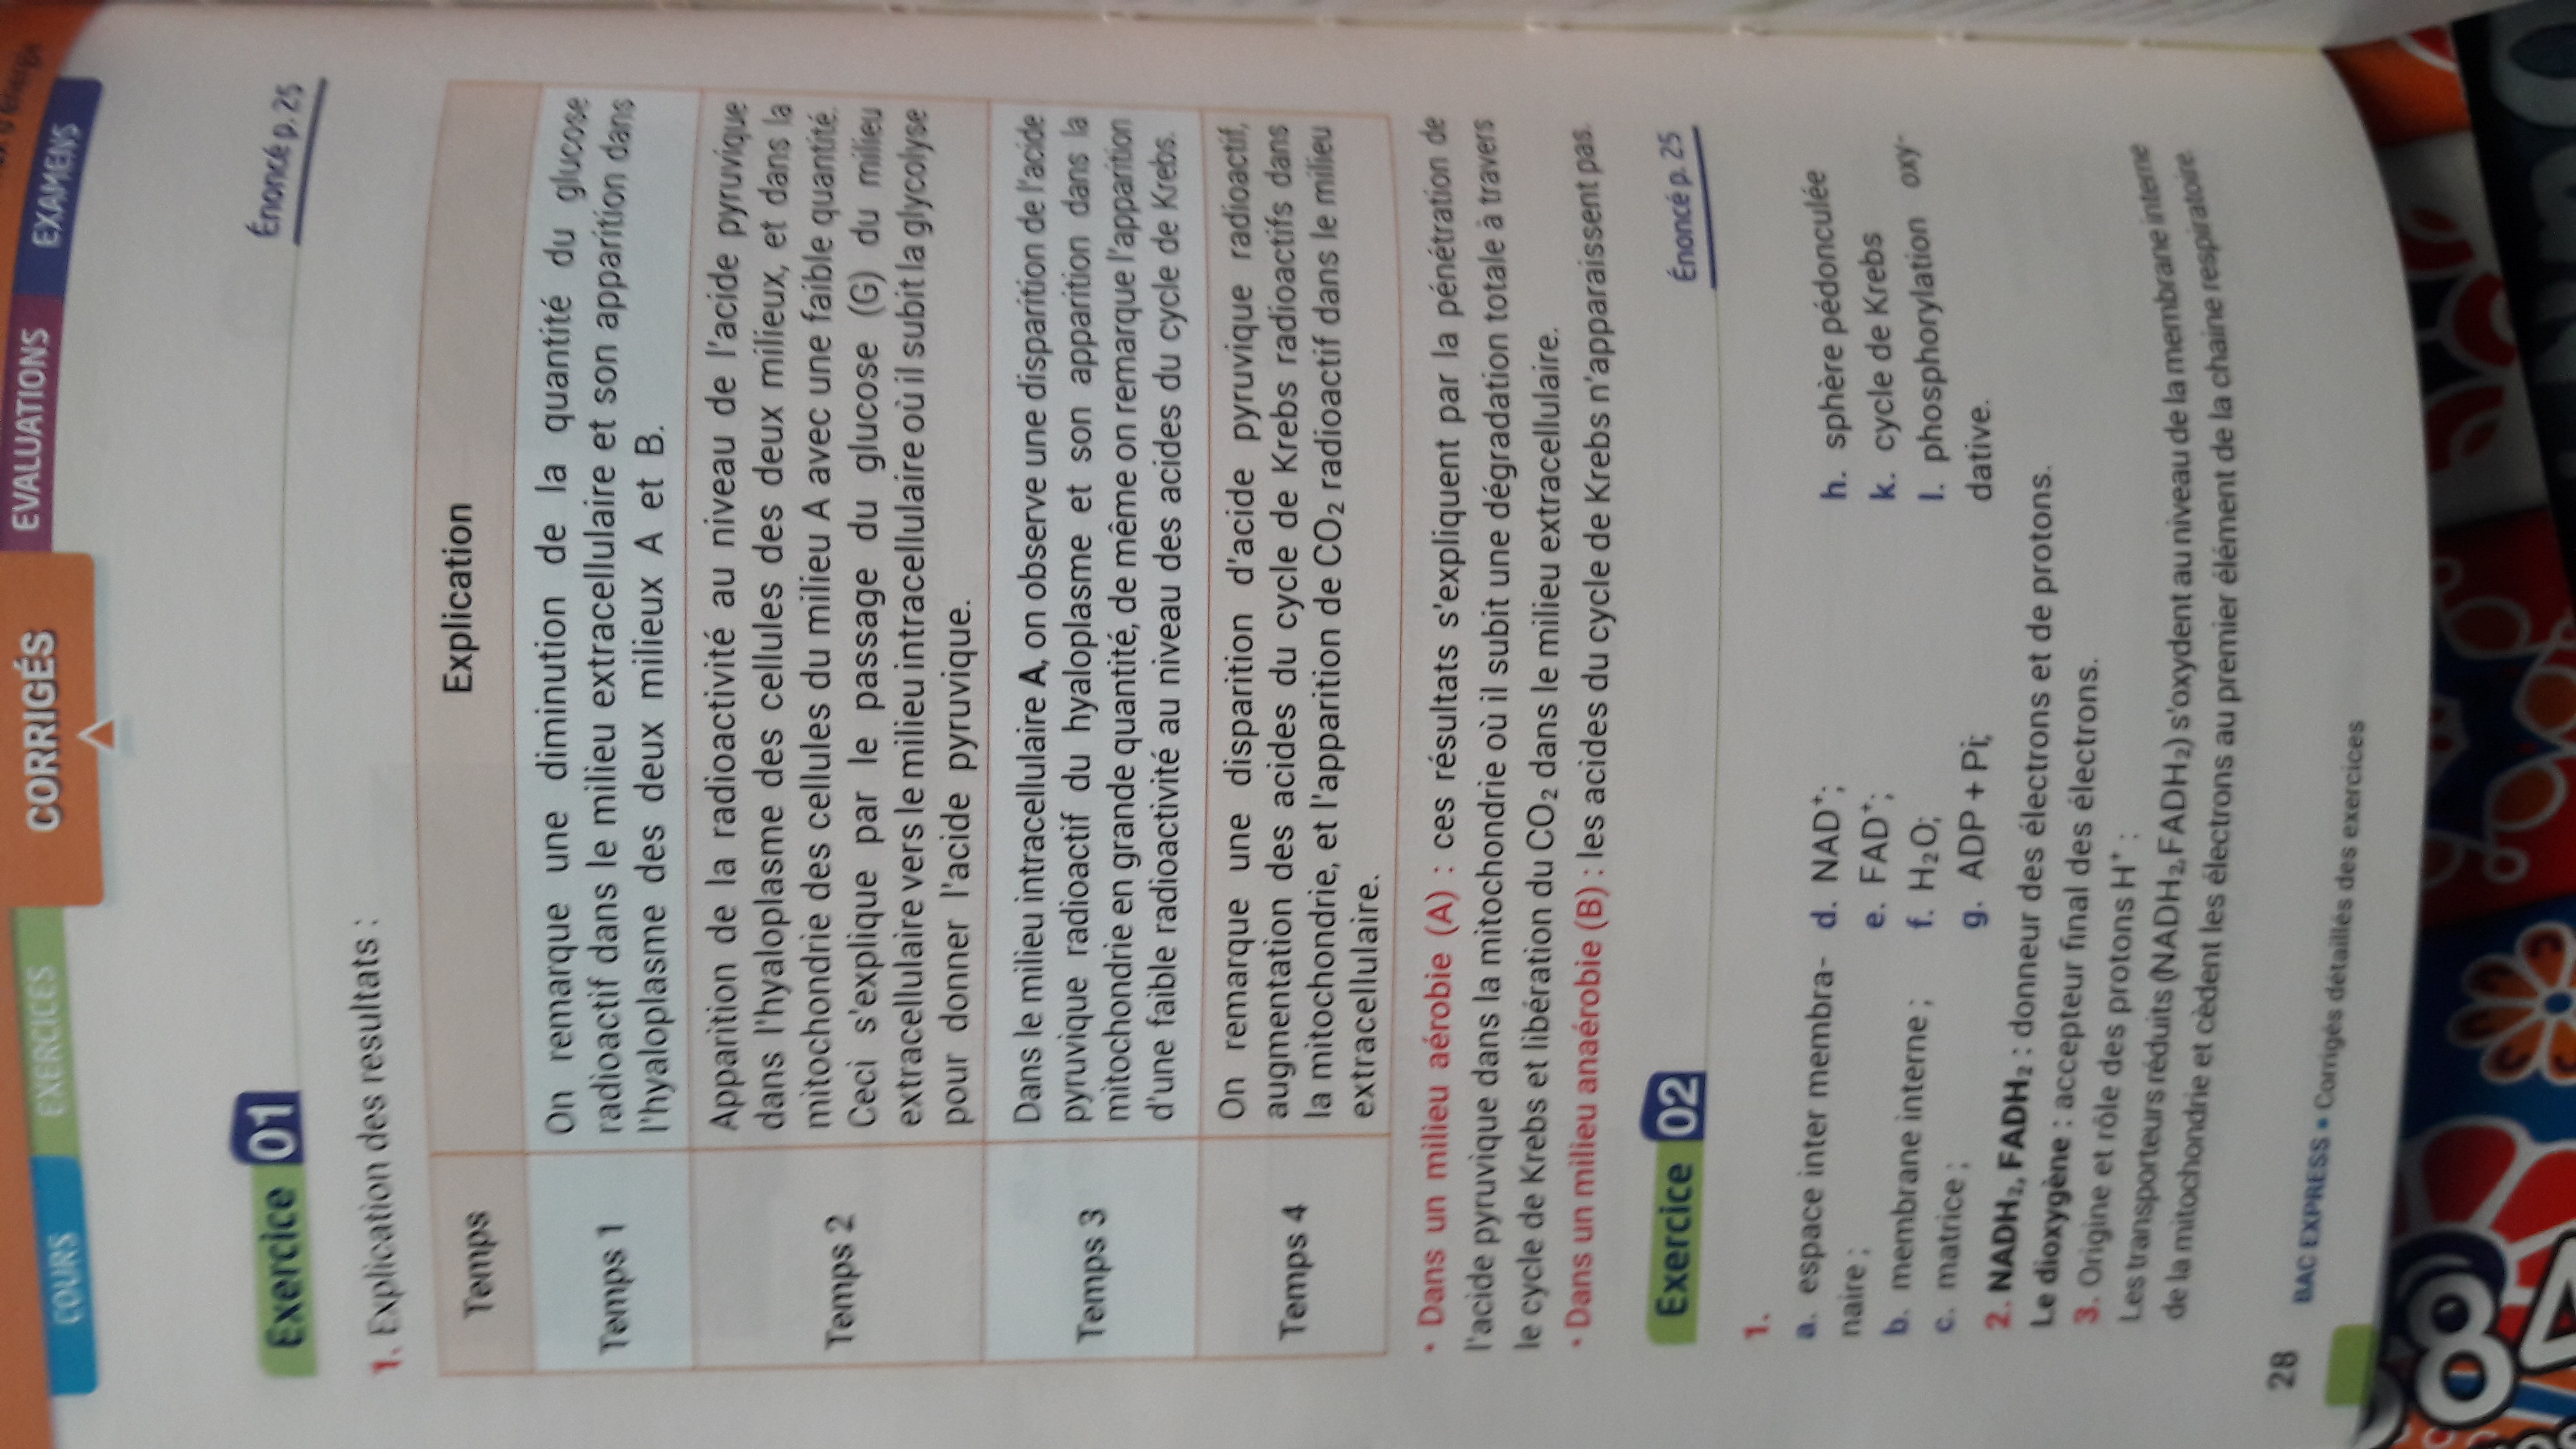 COURS
EXERCICES
CORRIGÉS
EVALUATIONS
EXAMENS
Exercice 01
Énoncé p. 25
1. Explication des resultats :
Temps
Explication
Temps 1
On remarque une diminution de la quantité du glucose
radioactif dans le milieu extracellulaire et son apparition dans
l'hyaloplasme des deux milieux A et B.
Temps 2
Apparition de la radioactivité au niveau de l'acide pyruvique
dans l'hyaloplasme des cellules des deux milieux, et dans la
mitochondrie des cellules du milieu A avec une faible quantité.
Ceci s'explique par le passage du glucose (G) du milieu
extracellulaire vers le milieu intracellulaire où il subit la glycolyse
pour donner l'acide pyruvique.
Temps 3
Dans le milieu intracellulaire A, on observe une disparition de l'acide
pyruvique radioactif du hyaloplasme et son apparition dans la
mitochondrie en grande quantité, de même on remarque l'apparition
d'une faible radioactivité au niveau des acides du cycle de Krebs.
Temps 4
On remarque une disparition d'acide pyruvique radioactif,
augmentation des acides du cycle de Krebs radioactifs dans
la mitochondrie, et l'apparition de CO₂ radioactif dans le milieu
extracellulaire.
• Dans un milieu aérobie (A) : ces résultats s'expliquent par la pénétration de
l'acide pyruvique dans la mitochondrie où il subit une dégradation totale à travers
le cycle de Krebs et libération du CO₂ dans le milieu extracellulaire.
• Dans un milieu anaérobie (B) : les acides du cycle de Krebs n'apparaissent pas.
Exercice 02
Énoncé p. 25
1.
a. espace inter membra-
naire ;
b. membrane interne ;
c. matrice ;
d. NAD⁺;
e. FAD⁺;
f. H₂O;
g. ADP + Pi;
h. sphère pédonculée
k. cycle de Krebs
l. phosphorylation oxy-
dative.
2. NADH₂, FADH₂ : donneur des électrons et de protons.
Le dioxygène : accepteur final des électrons.
3. Origine et rôle des protons H⁺ :
Les transporteurs réduits (NADH₂,FADH₂) s'oxydent au niveau de la membrane interne
de la mitochondrie et cèdent les électrons au premier élément de la chaine respiratoire
28
BAC EXPRESS • Corrigés détaillés des exercices